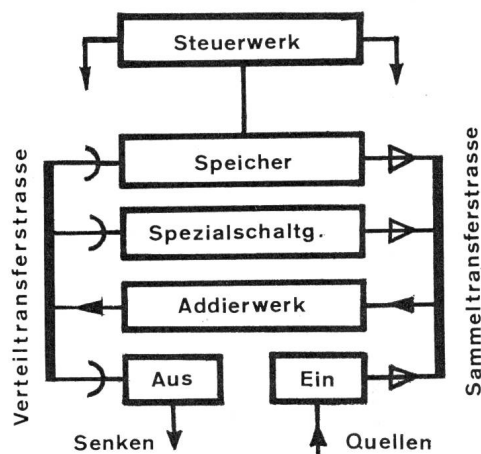 Steuerwerk
Verteiltransferstrasse
Speicher
Sammeltransferstrasse
Spezialschaltg.
Addierwerk
Aus
Ein
Senken
Quellen